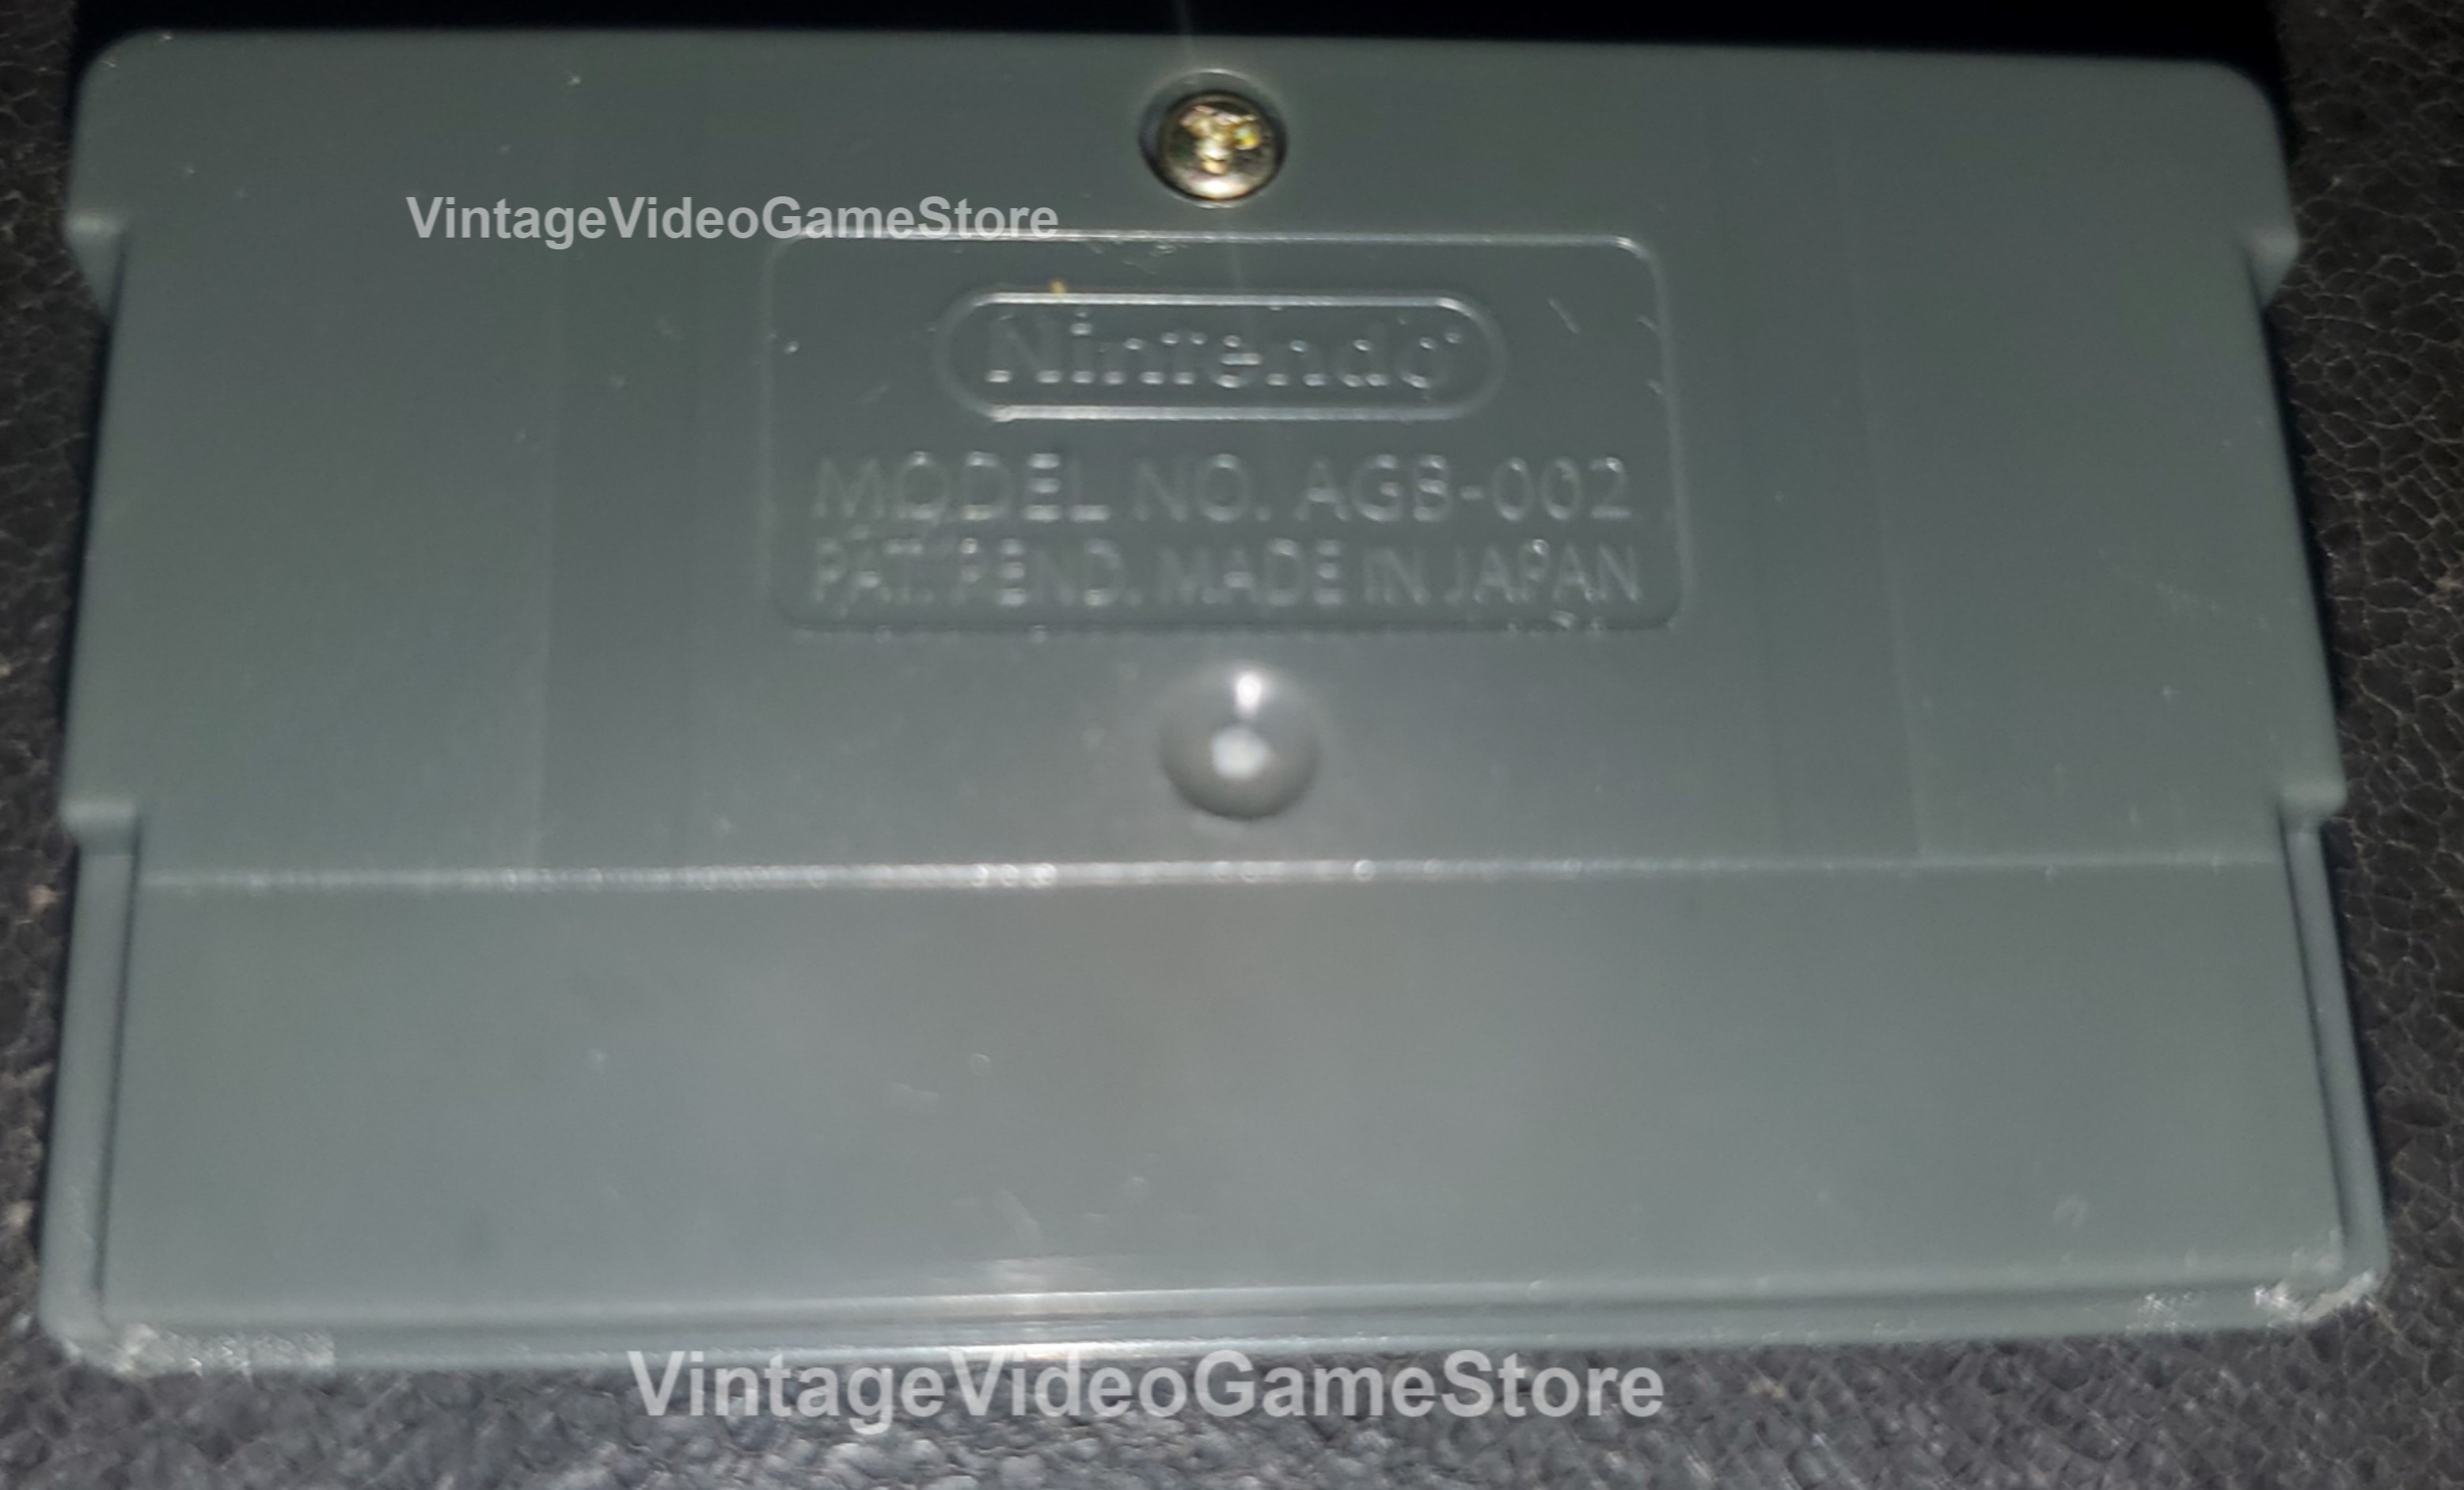 VintageVideoGameStore
Nintendo
MODEL NO. AGB-002
PAT. PEND. MADE IN JAPAN
VintageVideoGameStore